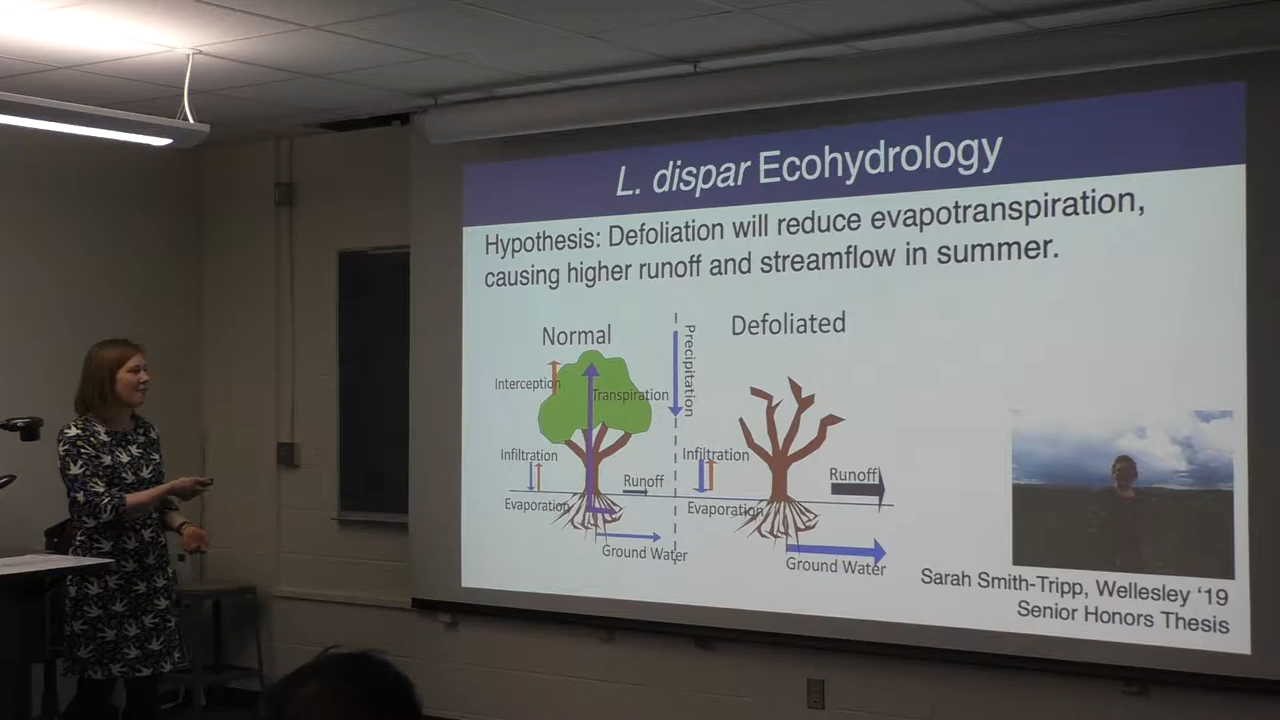 L. dispar Ecohydrology
Hypothesis: Defoliation will reduce evapotranspiration,
causing higher runoff and streamflow in summer.
Normal
Defoliated
Precipitation
Interception
Transpiration
Infiltration
Evaporation
Runoff
Ground Water
Infiltration
Evaporation
Runoff
Ground Water
Sarah Smith-Tripp, Wellesley ‘19
Senior Honors Thesis